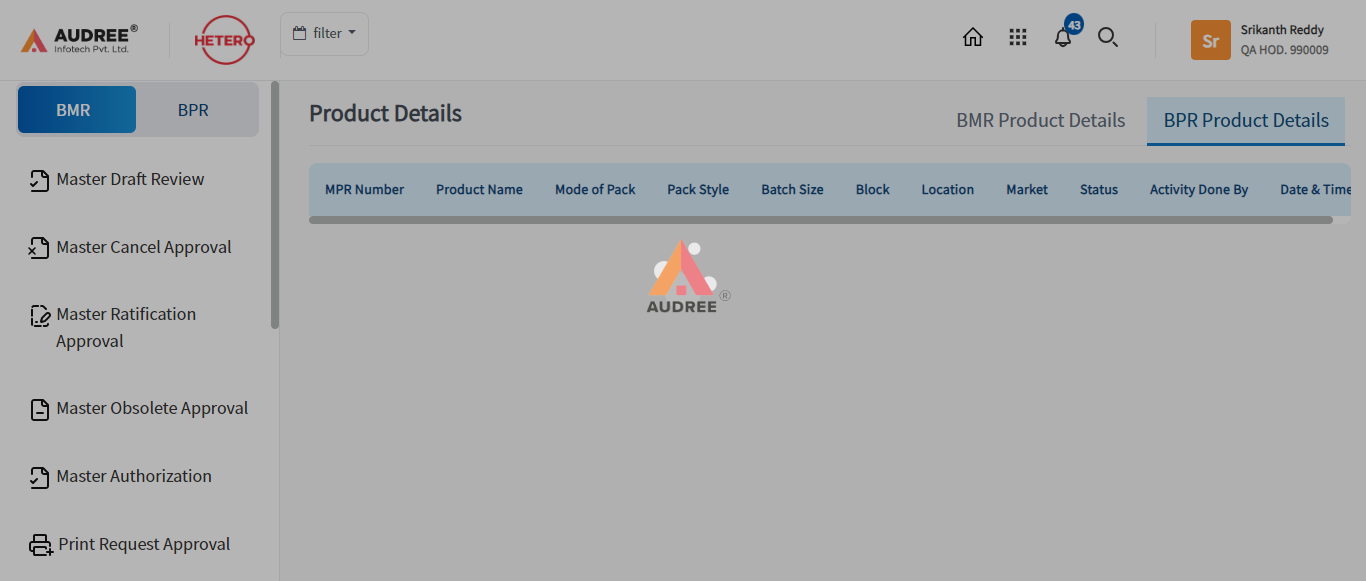 AUDREE®
Infotech Pvt. Ltd.
HETERO
filter
43
Sr
Srikanth Reddy
QA HOD. 990009
BMR
BPR
Master Draft Review
Master Cancel Approval
Master Ratification
Approval
Master Obsolete Approval
Master Authorization
Print Request Approval
Product Details
BMR Product Details
BPR Product Details
MPR Number Product Name Mode of Pack Pack Style Batch Size Block Location Market Status Activity Done By Date & Time
AUDREE®